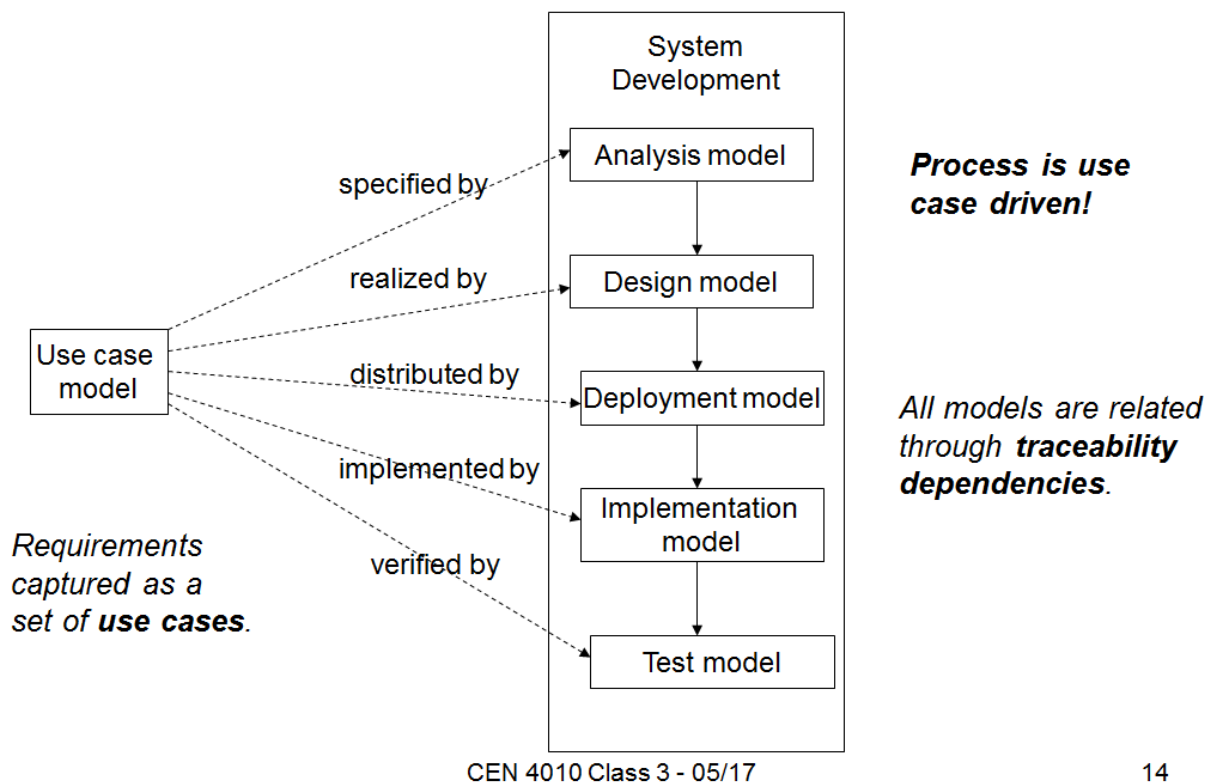 System
Development
Analysis model
Process is use
case driven!
specified by
realized by
Design model
Use case
model
distributed by
Deployment model
All models are related
through traceability
dependencies.
implemented by
Implementation
model
Requirements
captured as a
set of use cases.
verified by
Test model
CEN 4010 Class 3 - 05/17
14